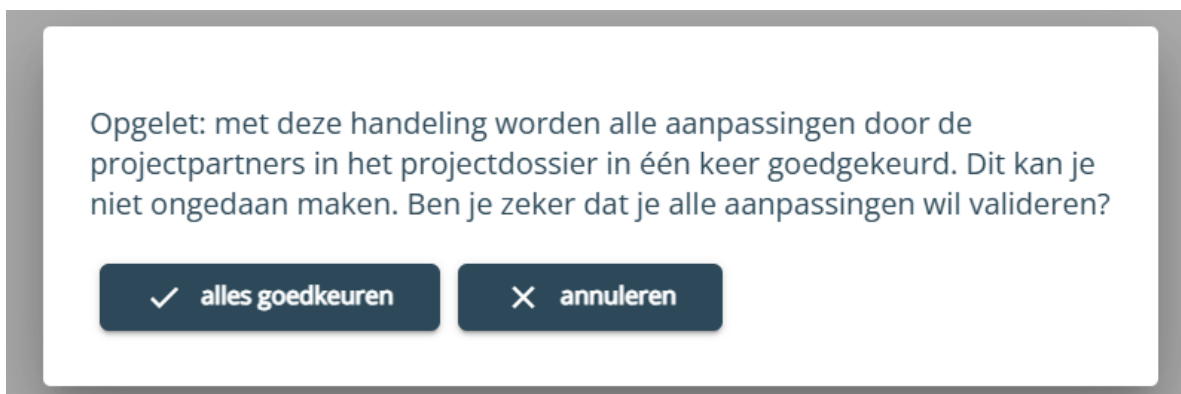 Opgelet: met deze handeling worden alle aanpassingen door de
projectpartners in het projectdossier in één keer goedgekeurd. Dit kan je
niet ongedaan maken. Ben je zeker dat je alle aanpassingen wil valideren?
alles goedkeuren
annuleren